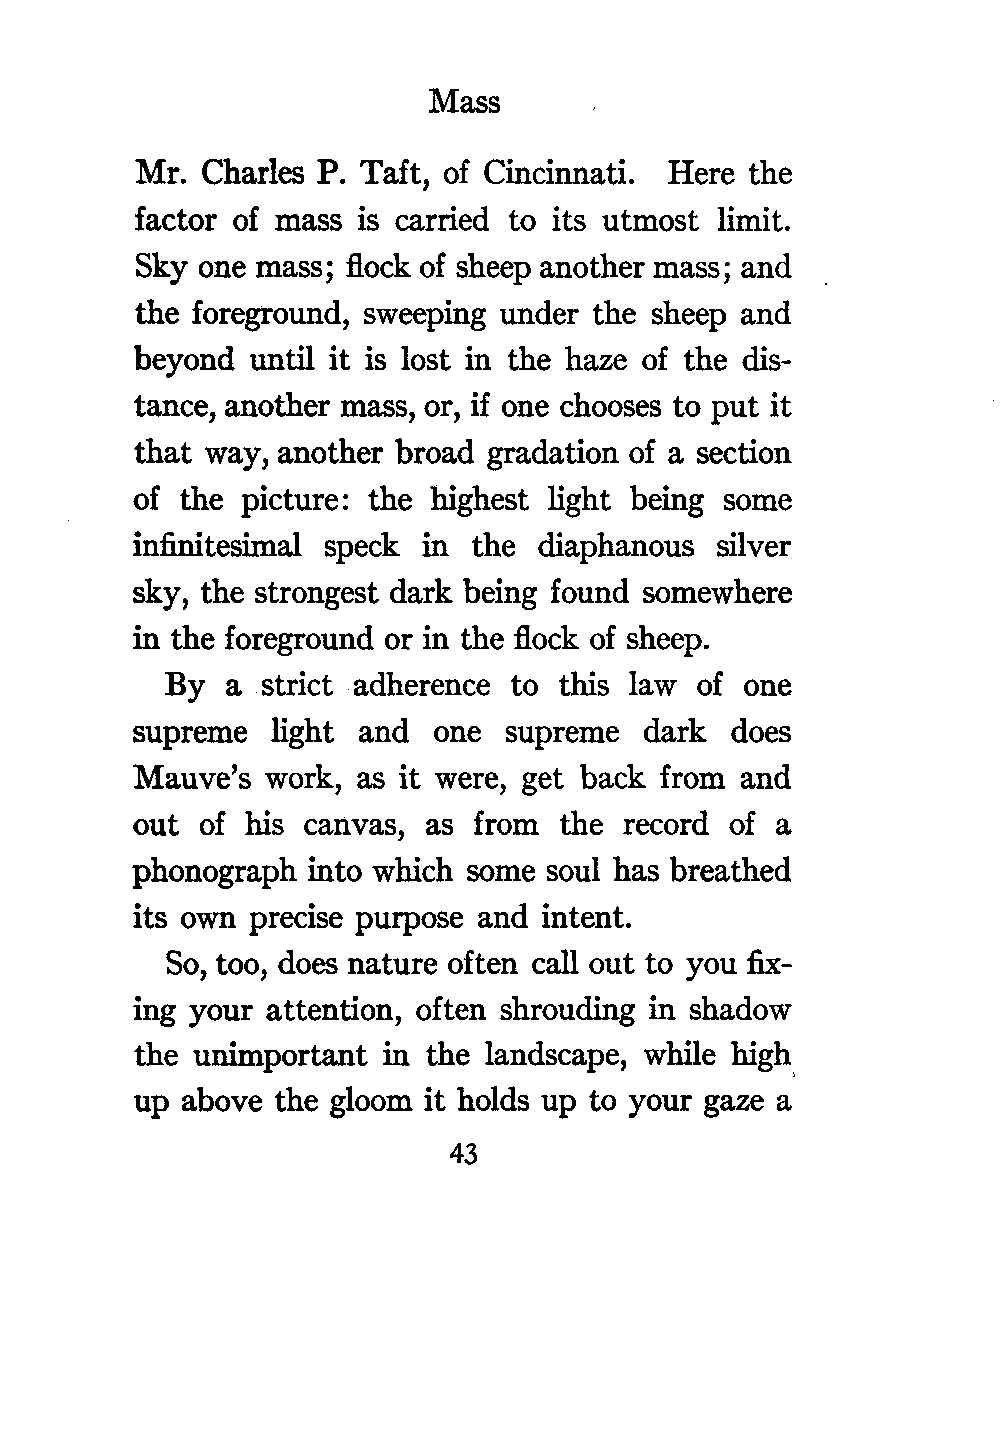 Mass
Mr. Charles P. Taft, of Cincinnati. Here the
factor of mass is carried to its utmost limit.
Sky one mass; flock of sheep another mass; and
the foreground, sweeping under the sheep and
beyond until it is lost in the haze of the dis-
tance, another mass, or, if one chooses to put it
that way, another broad gradation of a section
of the picture: the highest light being some
infinitesimal speck in the diaphanous silver
sky, the strongest dark being found somewhere
in the foreground or in the flock of sheep.
By a strict adherence to this law of one
supreme light and one supreme dark does
Mauve's work, as it were, get back from and
out of his canvas, as from the record of a
phonograph into which some soul has breathed
its own precise purpose and intent.
So, too, does nature often call out to you fix-
ing your attention, often shrouding in shadow
the unimportant in the landscape, while high
up above the gloom it holds up to your gaze a
43